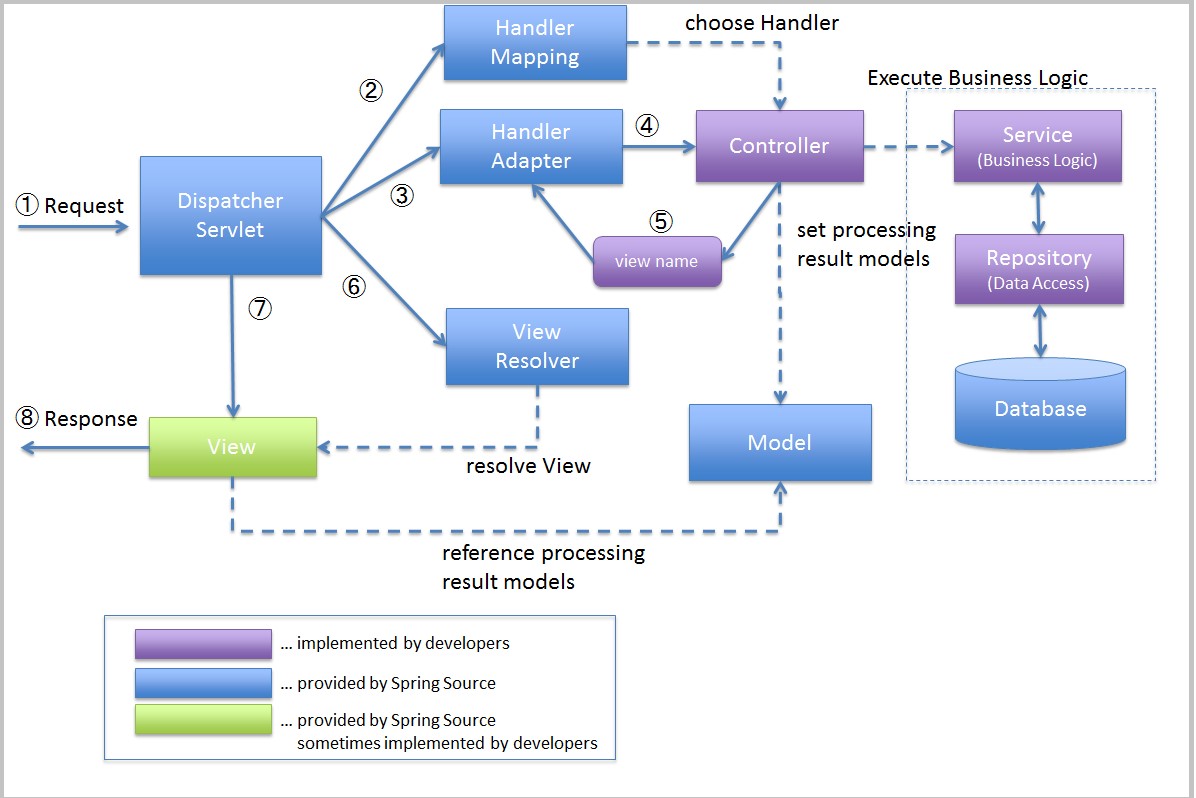 Handler
Mapping
choose Handler
Execute Business Logic
②
Handler
Adapter
④
Controller
Service
(Business Logic)
① Request
Dispatcher
Servlet
③
⑤
view name
set processing
result models
Repository
(Data Access)
⑥
⑦
View
Resolver
Database
⑧ Response
View
resolve View
Model
reference processing
result models
... implemented by developers
... provided by Spring Source
... provided by Spring Source
sometimes implemented by developers